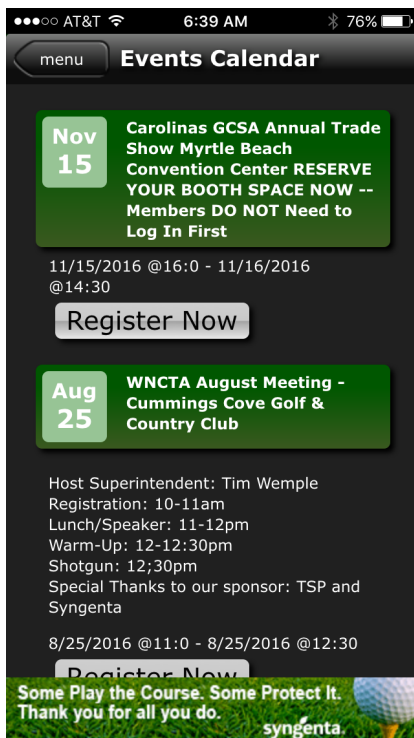 AT&T 6:39 AM 76%
menu Events Calendar
Nov
15
Carolinas GCSA Annual Trade
Show Myrtle Beach
Convention Center RESERVE
YOUR BOOTH SPACE NOW --
Members DO NOT Need to
Log In First
11/15/2016 @16:0 - 11/16/2016
@14:30
Register Now
Aug
25
WNCTA August Meeting -
Cummings Cove Golf &
Country Club
Host Superintendent: Tim Wemple
Registration: 10-11am
Lunch/Speaker: 11-12pm
Warm-Up: 12-12:30pm
Shotgun: 12;30pm
Special Thanks to our sponsor: TSP and
Syngenta
8/25/2016 @11:0 - 8/25/2016 @12:30
Register Now
Some Play the Course. Some Protect It.
Thank you for all you do.
syngenta